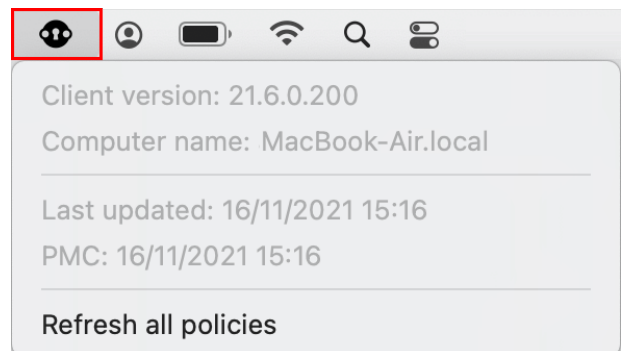 Client version: 21.6.0.200
Computer name: MacBook-Air.local
Last updated: 16/11/2021 15:16
PMC: 16/11/2021 15:16
Refresh all policies